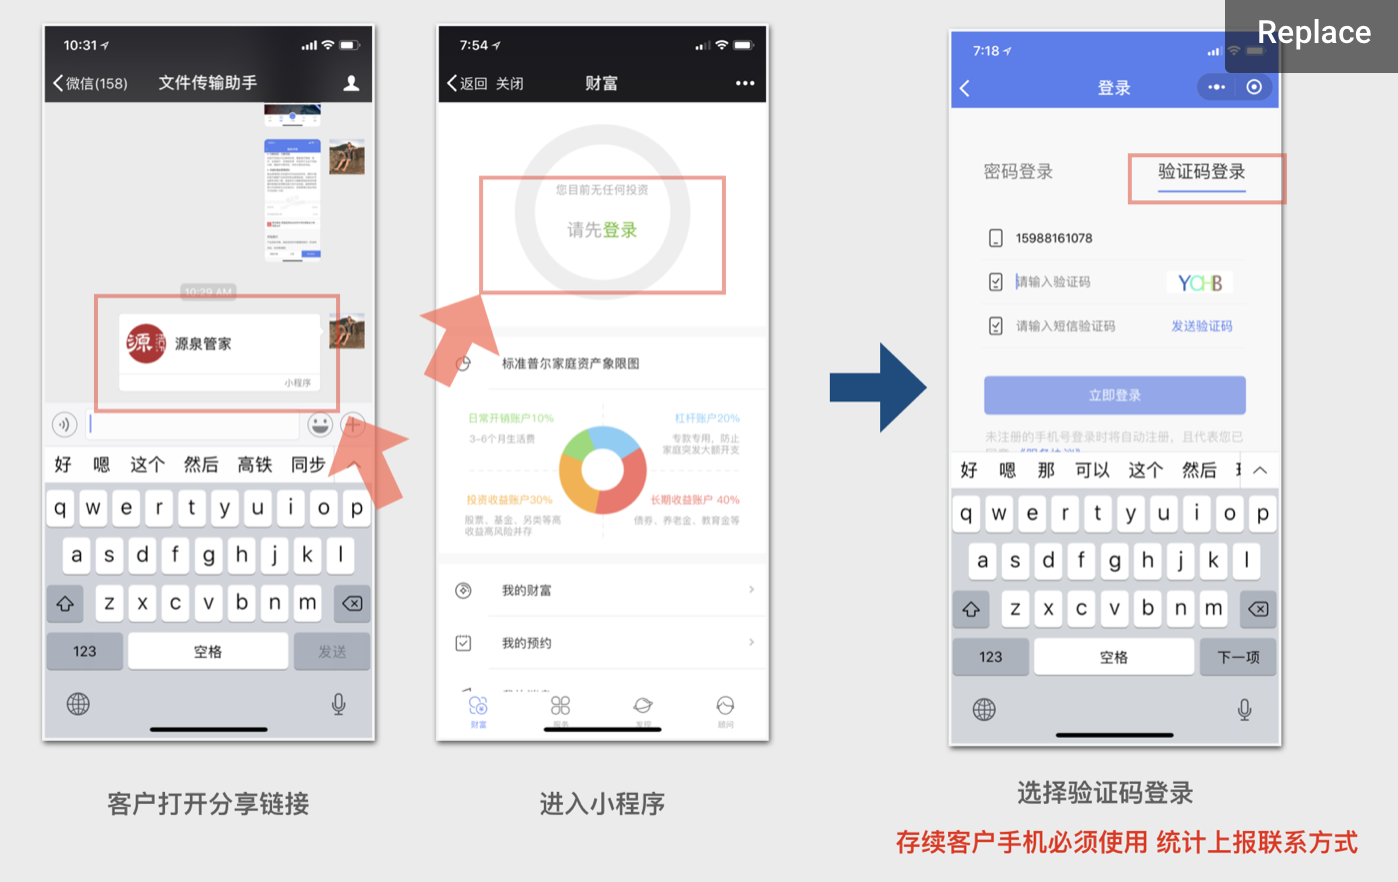 Replace
10:31
微信(158)
文件传输助手
10:29 AM
源泉管家
小程序
好 嗯 这个 然后 高铁 同步
q w e r t y u i o p
a s d f g h j k l
z x c v b n m
123 空格 发送
客户打开分享链接
7:54
返回 关闭 财富
您目前无任何投资
请先登录
标准普尔家庭资产象限图
日常开销账户10%
3-6个月生活费
杠杆账户20%
专款专用，防止
家庭突发大额开支
投资收益账户30%
股票、基金、另类等高
收益高风险并存
长期收益账户 40%
债券、养老金、教育金等
我的财富
我的预约
财富 服务 发现 顾问
进入小程序
7:18
登录
密码登录 验证码登录
15988161078
请输入验证码
请输入短信验证码 发送验证码
立即登录
未注册的手机号登录时将自动注册，且代表您已
好 嗯 那 可以 这个 然后
q w e r t y u i o p
a s d f g h j k l
z x c v b n m
123 空格 下一项
选择验证码登录
存续客户手机必须使用 统计上报联系方式